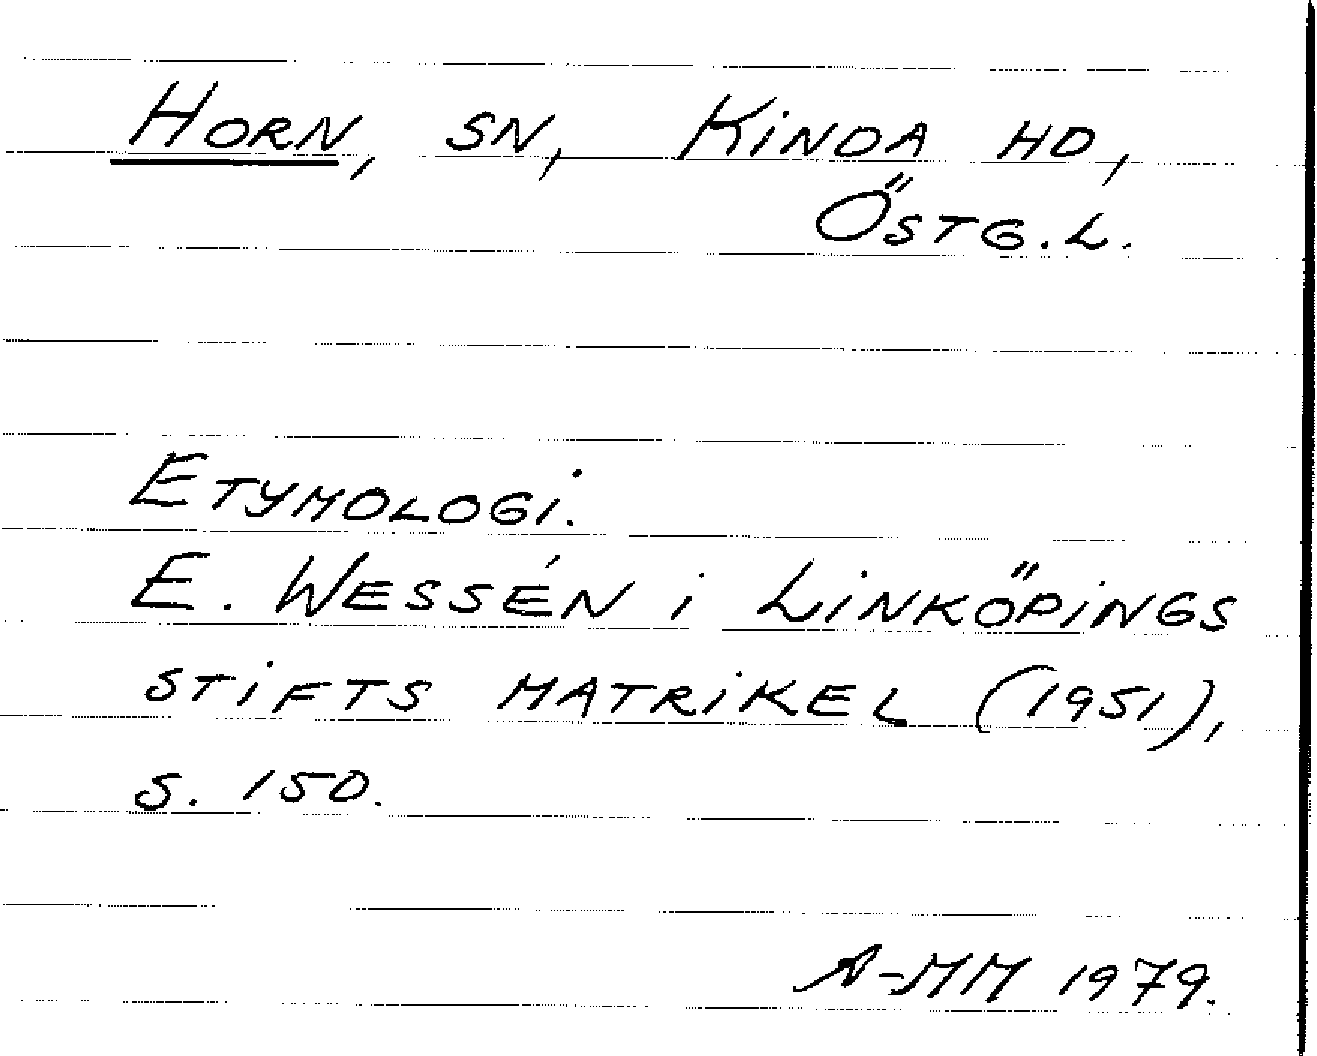 HORN, SN, KINDA HD,
ÖSTG.L.
ETYMOLOGI.
E. WESSÉN I LINKÖPINGS
STIFTS MATRIKEL (1951),
S. 150.
A-MM 1979.